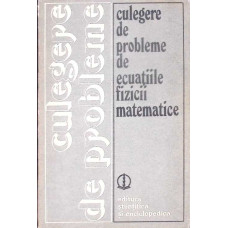 culegere
de probleme
culegere
de
probleme
de
ecuațiile
fizicii
matematice
editura
științifică
și enciclopedică